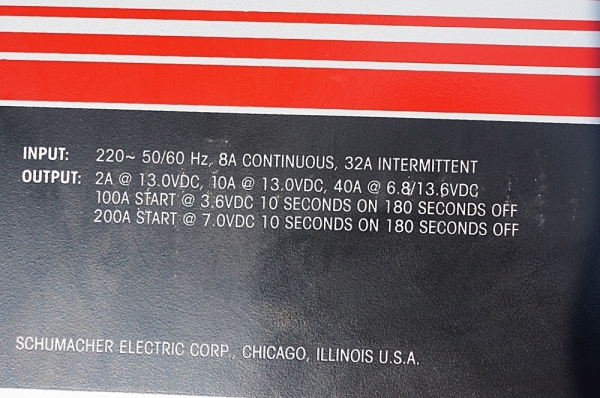 INPUT: 220~ 50/60 Hz, 8A CONTINUOUS, 32A INTERMITTENT
OUTPUT: 2A @ 13.0VDC, 10A @ 13.0VDC, 40A @ 6.8/13.6VDC
100A START @ 3.6VDC 10 SECONDS ON 180 SECONDS OFF
200A START @ 7.0VDC 10 SECONDS ON 180 SECONDS OFF
SCHUMACHER ELECTRIC CORP., CHICAGO, ILLINOIS U.S.A.